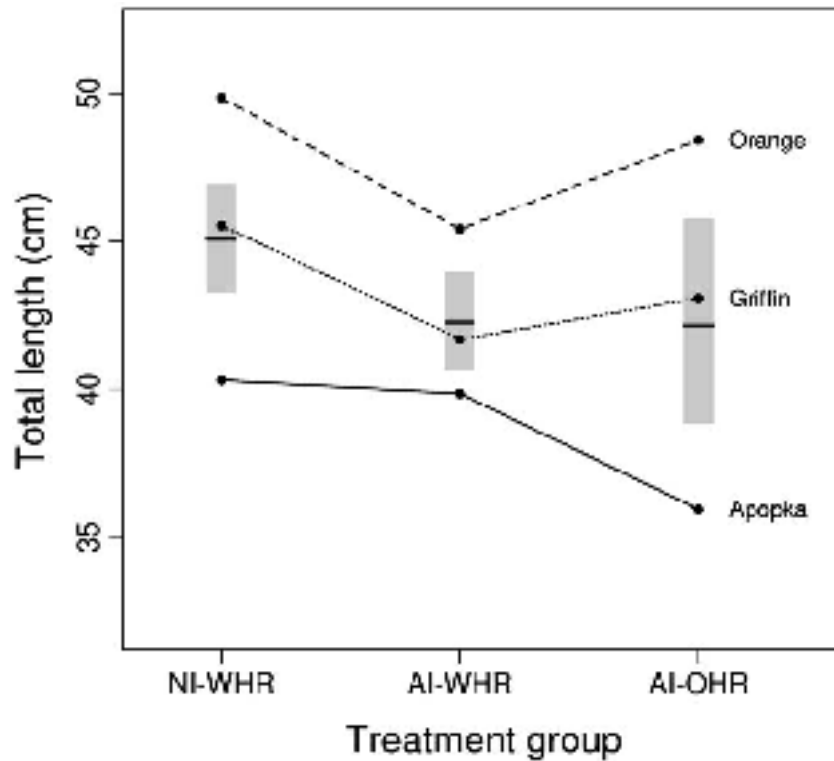 Total length (cm)
50
45
40
35
Orange
Griffin
Apopka
NI-WHR AI-WHR AI-OHR
Treatment group